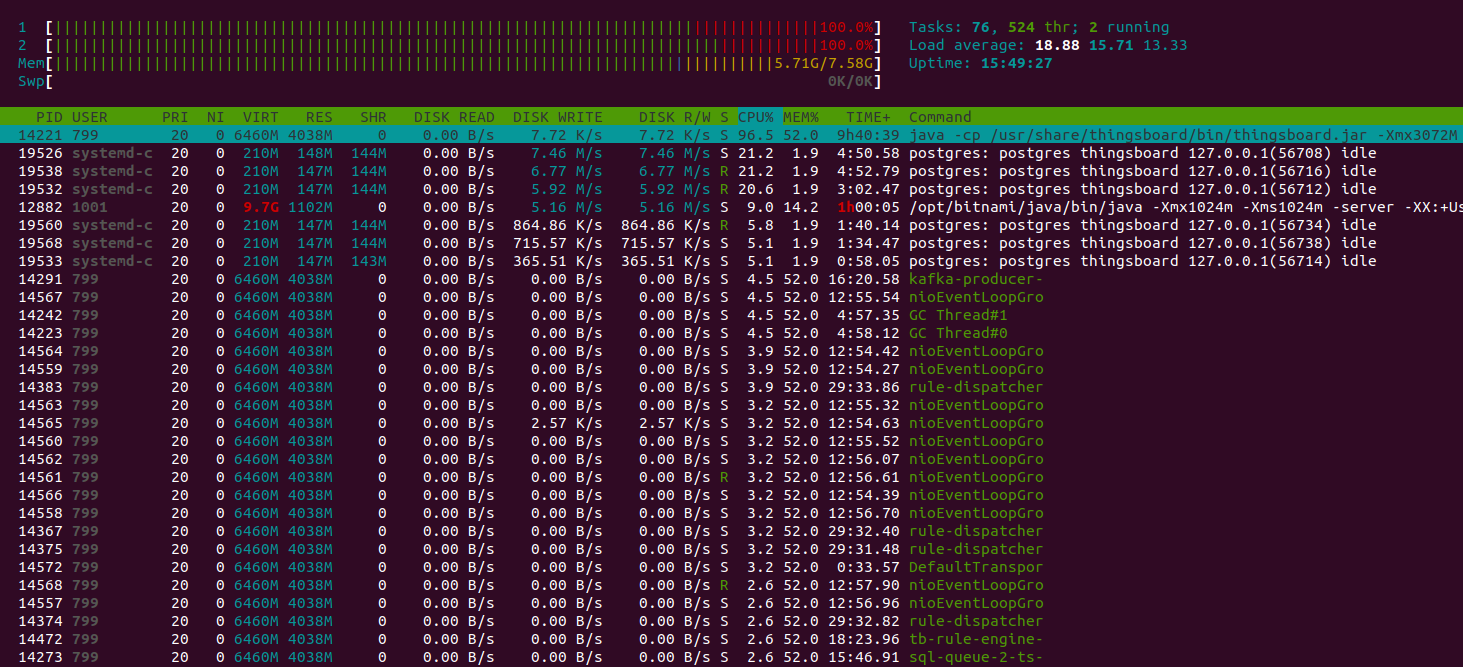 1 [||||||||||||||||||||||||||||||||||||||||||||||||||||||||||||||||||||||||||||||||||||100.0%] Tasks: 76, 524 thr; 2 running
2 [||||||||||||||||||||||||||||||||||||||||||||||||||||||||||||||||||||||||||||||||||||100.0%] Load average: 18.88 15.71 13.33
Mem[||||||||||||||||||||||||||||||||||||||||||||||||||||||||||||||||||||||||||||||||5.71G/7.58G] Uptime: 15:49:27
Swp[ 0K/0K]
PID USER PRI NI VIRT RES SHR DISK READ DISK WRITE DISK R/W S CPU% MEM% TIME+ Command
14221 799 20 0 6460M 4038M 0 0.00 B/s 7.72 K/s 7.72 K/s S 96.5 52.0 9h40:39 java -cp /usr/share/thingsboard/bin/thingsboard.jar -Xmx3072M
19526 systemd-c 20 0 210M 148M 144M 0.00 B/s 7.46 M/s 7.46 M/s S 21.2 1.9 4:50.58 postgres: postgres thingsboard 127.0.0.1(56708) idle
19538 systemd-c 20 0 210M 147M 144M 0.00 B/s 6.77 M/s 6.77 M/s R 21.2 1.9 4:52.79 postgres: postgres thingsboard 127.0.0.1(56716) idle
19532 systemd-c 20 0 210M 147M 144M 0.00 B/s 5.92 M/s 5.92 M/s R 20.6 1.9 3:02.47 postgres: postgres thingsboard 127.0.0.1(56712) idle
12882 1001 20 0 9.7G 1102M 0 0.00 B/s 5.16 M/s 5.16 M/s S 9.0 14.2 1h00:05 /opt/bitnami/java/bin/java -Xmx1024m -Xms1024m -server -XX:+Us
19560 systemd-c 20 0 210M 147M 144M 0.00 B/s 864.86 K/s 864.86 K/s R 5.8 1.9 1:40.14 postgres: postgres thingsboard 127.0.0.1(56734) idle
19568 systemd-c 20 0 210M 147M 144M 0.00 B/s 715.57 K/s 715.57 K/s S 5.1 1.9 1:34.47 postgres: postgres thingsboard 127.0.0.1(56738) idle
19533 systemd-c 20 0 210M 147M 143M 0.00 B/s 365.51 K/s 365.51 K/s S 5.1 1.9 0:58.05 postgres: postgres thingsboard 127.0.0.1(56714) idle
14291 799 20 0 6460M 4038M 0 0.00 B/s 0.00 B/s 0.00 B/s S 4.5 52.0 16:20.58 kafka-producer-
14567 799 20 0 6460M 4038M 0 0.00 B/s 0.00 B/s 0.00 B/s S 4.5 52.0 12:55.54 nioEventLoopGro
14242 799 20 0 6460M 4038M 0 0.00 B/s 0.00 B/s 0.00 B/s S 4.5 52.0 4:57.35 GC Thread#1
14223 799 20 0 6460M 4038M 0 0.00 B/s 0.00 B/s 0.00 B/s S 4.5 52.0 4:58.12 GC Thread#0
14564 799 20 0 6460M 4038M 0 0.00 B/s 0.00 B/s 0.00 B/s S 3.9 52.0 12:54.42 nioEventLoopGro
14559 799 20 0 6460M 4038M 0 0.00 B/s 0.00 B/s 0.00 B/s S 3.9 52.0 12:54.27 nioEventLoopGro
14383 799 20 0 6460M 4038M 0 0.00 B/s 0.00 B/s 0.00 B/s S 3.9 52.0 29:33.86 rule-dispatcher
14563 799 20 0 6460M 4038M 0 0.00 B/s 0.00 B/s 0.00 B/s S 3.2 52.0 12:55.32 nioEventLoopGro
14565 799 20 0 6460M 4038M 0 0.00 B/s 2.57 K/s 2.57 K/s S 3.2 52.0 12:54.63 nioEventLoopGro
14560 799 20 0 6460M 4038M 0 0.00 B/s 0.00 B/s 0.00 B/s S 3.2 52.0 12:55.52 nioEventLoopGro
14562 799 20 0 6460M 4038M 0 0.00 B/s 0.00 B/s 0.00 B/s S 3.2 52.0 12:56.07 nioEventLoopGro
14561 799 20 0 6460M 4038M 0 0.00 B/s 0.00 B/s 0.00 B/s R 3.2 52.0 12:56.61 nioEventLoopGro
14566 799 20 0 6460M 4038M 0 0.00 B/s 0.00 B/s 0.00 B/s S 3.2 52.0 12:54.39 nioEventLoopGro
14558 799 20 0 6460M 4038M 0 0.00 B/s 0.00 B/s 0.00 B/s S 3.2 52.0 12:56.70 nioEventLoopGro
14367 799 20 0 6460M 4038M 0 0.00 B/s 0.00 B/s 0.00 B/s S 3.2 52.0 29:32.40 rule-dispatcher
14375 799 20 0 6460M 4038M 0 0.00 B/s 0.00 B/s 0.00 B/s S 3.2 52.0 29:31.48 rule-dispatcher
14572 799 20 0 6460M 4038M 0 0.00 B/s 0.00 B/s 0.00 B/s S 3.2 52.0 0:33.57 DefaultTranspor
14568 799 20 0 6460M 4038M 0 0.00 B/s 0.00 B/s 0.00 B/s R 2.6 52.0 12:57.90 nioEventLoopGro
14557 799 20 0 6460M 4038M 0 0.00 B/s 0.00 B/s 0.00 B/s S 2.6 52.0 12:56.96 nioEventLoopGro
14374 799 20 0 6460M 4038M 0 0.00 B/s 0.00 B/s 0.00 B/s S 2.6 52.0 29:32.82 rule-dispatcher
14472 799 20 0 6460M 4038M 0 0.00 B/s 0.00 B/s 0.00 B/s S 2.6 52.0 18:23.96 tb-rule-engine-
14273 799 20 0 6460M 4038M 0 0.00 B/s 0.00 B/s 0.00 B/s S 2.6 52.0 15:46.91 sql-queue-2-ts-